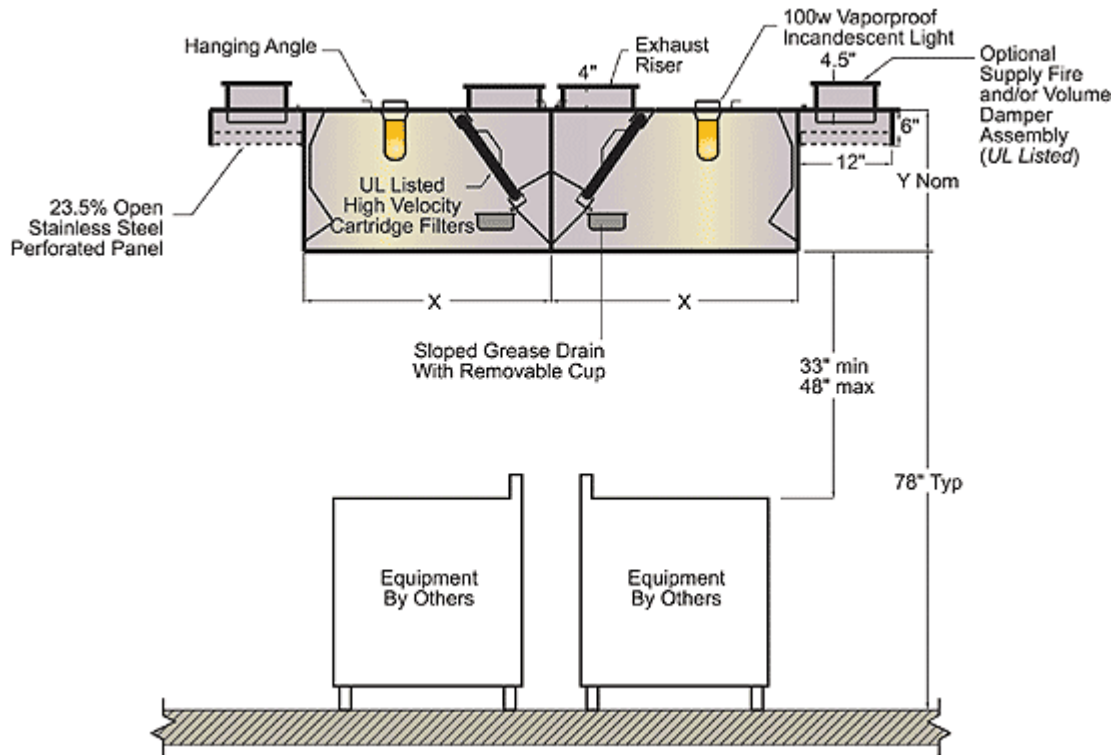 Hanging Angle
4"
Exhaust
Riser
100w Vaporproof
Incandescent Light
4.5"
Optional
Supply Fire
and/or Volume
Damper
Assembly
(UL Listed)
6"
12"
Y Nom
23.5% Open
Stainless Steel
Perforated Panel
UL Listed
High Velocity
Cartridge Filters
X
X
Sloped Grease Drain
With Removable Cup
33" min
48" max
78" Typ
Equipment
By Others
Equipment
By Others